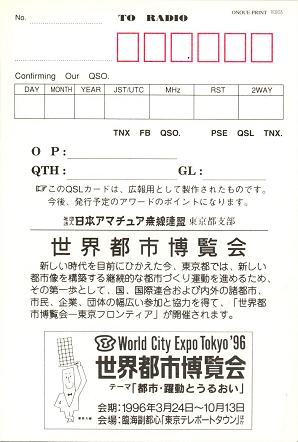 No.
TO RADIO
ONOUE PRINT
Confirming Our QSO.
DAY MONTH YEAR JST/UTC MHz RST 2WAY
TNX FB QSO. PSE QSL TNX.
O P:
QTH: GL:
☞このQSLカードは、広報用として製作されたものです。
今後、発行予定のアワードのポイントになります。
社団法人日本アマチュア無線連盟 東京都支部
世界都市博覧会
新しい時代を目前にひかえた今、東京都では、新しい
都市像を構築する継続的な都市づくり運動を進めるため、
その第一歩として、国、国際連合および内外の諸都市、
市民、企業、団体の幅広い参加と協力を得て、「世界都
市博覧会―東京フロンティア」が開催されます。
World City Expo Tokyo '96
世界都市博覧会
テーマ「都市・躍動とうるおい」
会期:1996年3月24日~10月13日
会場:臨海副都心「東京テレポートタウン」